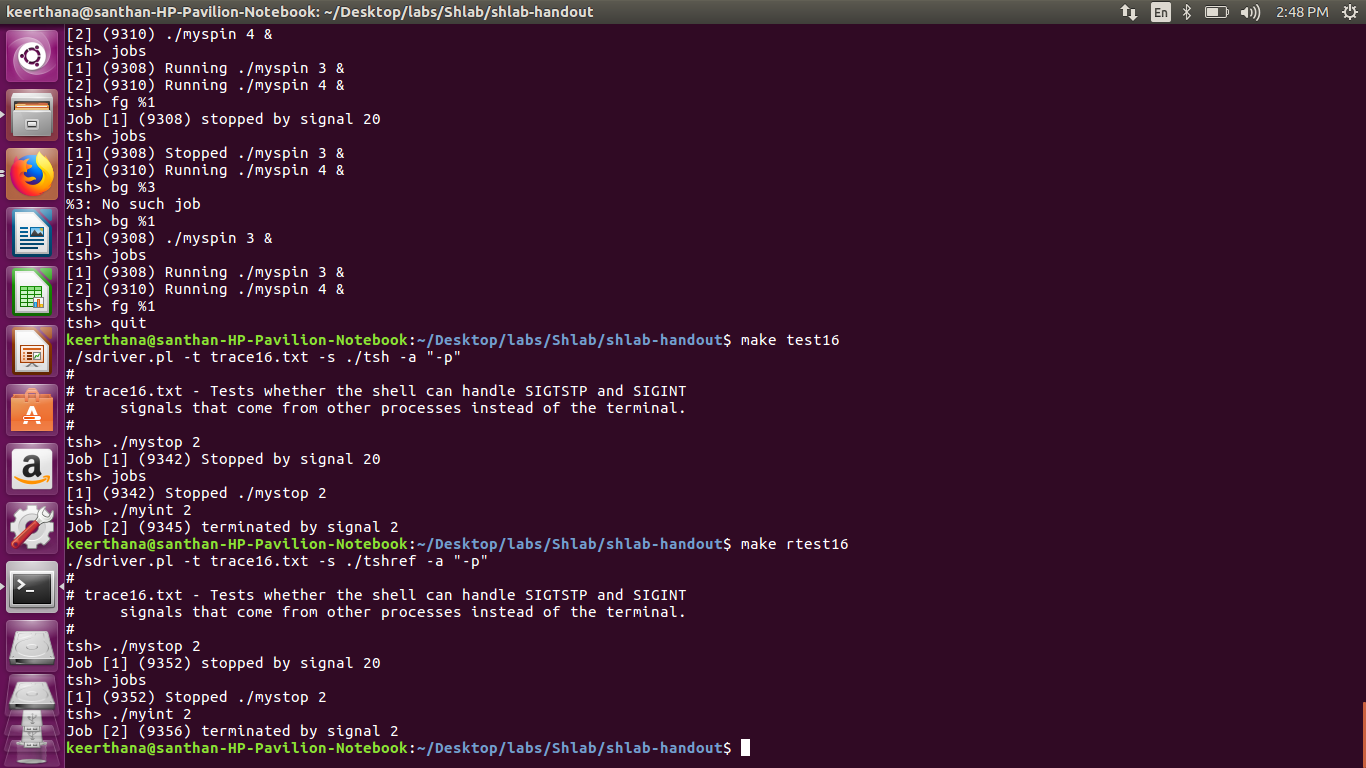 keerthana@santhan-HP-Pavilion-Notebook: ~/Desktop/labs/Shlab/shlab-handout
En
2:48 PM
[2] (9310) ./myspin 4 &
tsh> jobs
[1] (9308) Running ./myspin 3 &
[2] (9310) Running ./myspin 4 &
tsh> fg %1
Job [1] (9308) stopped by signal 20
tsh> jobs
[1] (9308) Stopped ./myspin 3 &
[2] (9310) Running ./myspin 4 &
tsh> bg %3
%3: No such job
tsh> bg %1
[1] (9308) ./myspin 3 &
tsh> jobs
[1] (9308) Running ./myspin 3 &
[2] (9310) Running ./myspin 4 &
tsh> fg %1
tsh> quit
keerthana@santhan-HP-Pavilion-Notebook:~/Desktop/labs/Shlab/shlab-handout$ make test16
./sdriver.pl -t trace16.txt -s ./tsh -a "-p"
#
# trace16.txt - Tests whether the shell can handle SIGTSTP and SIGINT
#     signals that come from other processes instead of the terminal.
#
tsh> ./mystop 2
Job [1] (9342) Stopped by signal 20
tsh> jobs
[1] (9342) Stopped ./mystop 2
tsh> ./myint 2
Job [2] (9345) terminated by signal 2
keerthana@santhan-HP-Pavilion-Notebook:~/Desktop/labs/Shlab/shlab-handout$ make rtest16
./sdriver.pl -t trace16.txt -s ./tshref -a "-p"
#
# trace16.txt - Tests whether the shell can handle SIGTSTP and SIGINT
#     signals that come from other processes instead of the terminal.
#
tsh> ./mystop 2
Job [1] (9352) stopped by signal 20
tsh> jobs
[1] (9352) Stopped ./mystop 2
tsh> ./myint 2
Job [2] (9356) terminated by signal 2
keerthana@santhan-HP-Pavilion-Notebook:~/Desktop/labs/Shlab/shlab-handout$